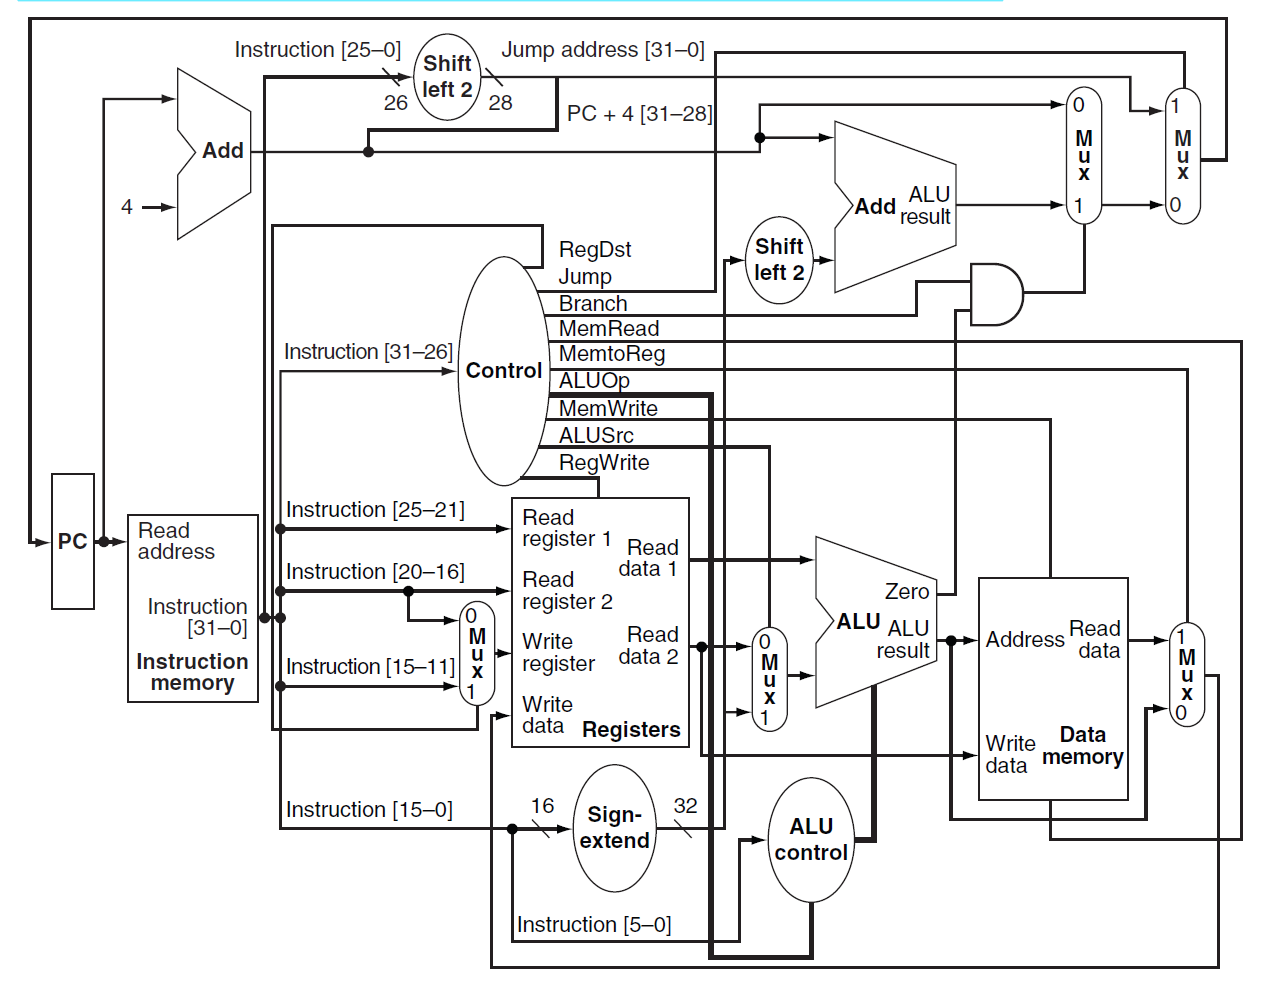 Instruction [25–0]
Shift
left 2
Jump address [31–0]
26
28
PC + 4 [31–28]
Add
4
0
M
u
x
1
1
M
u
x
0
Add
ALU
result
Shift
left 2
RegDst
Jump
Branch
MemRead
MemtoReg
ALUOp
MemWrite
ALUSrc
RegWrite
Instruction [31–26]
Control
PC
Read
address
Instruction
[31–0]
Instruction
memory
Instruction [25–21]
Instruction [20–16]
Instruction [15–11]
0
M
u
x
1
Read
register 1
Read
register 2
Write
register
Write
data
Read
data 1
Read
data 2
Registers
0
M
u
x
1
Zero
ALU
ALU
result
Address
Read
data
Write
data
Data
memory
1
M
u
x
0
Instruction [15–0]
16
Sign-
extend
32
ALU
control
Instruction [5–0]